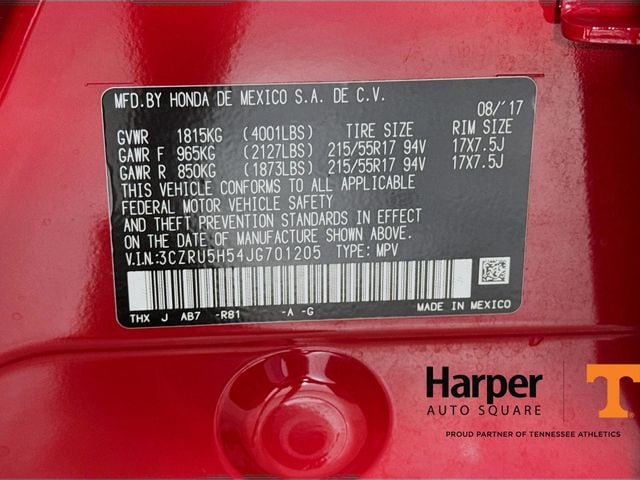 MFD.BY HONDA DE MEXICO S.A. DE C.V.
08/'17
GVWR 1815KG (4001LBS) TIRE SIZE RIM SIZE
GAWR F 965KG (2127LBS) 215/55R17 94V 17X7.5J
GAWR R 850KG (1873LBS) 215/55R17 94V 17X7.5J
THIS VEHICLE CONFORMS TO ALL APPLICABLE
FEDERAL MOTOR VEHICLE SAFETY
AND THEFT PREVENTION STANDARDS IN EFFECT
ON THE DATE OF MANUFACTURE SHOWN ABOVE.
V.I.N:3CZRU5H54JG701205 TYPE: MPV
THX J AB7 -R81 -A -G MADE IN MEXICO
Harper
AUTO SQUARE
T
PROUD PARTNER OF TENNESSEE ATHLETICS